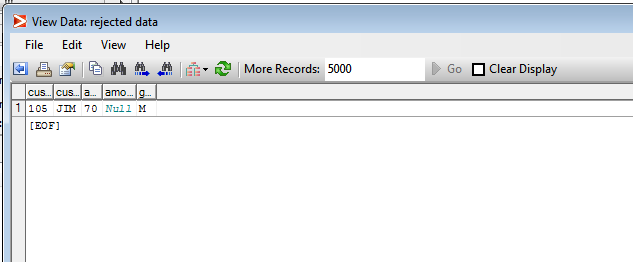 View Data: rejected data
File Edit View Help
More Records: 5000 Go Clear Display
cus... cus... a... amo... g...
1 105 JIM 70 Null M
[EOF]